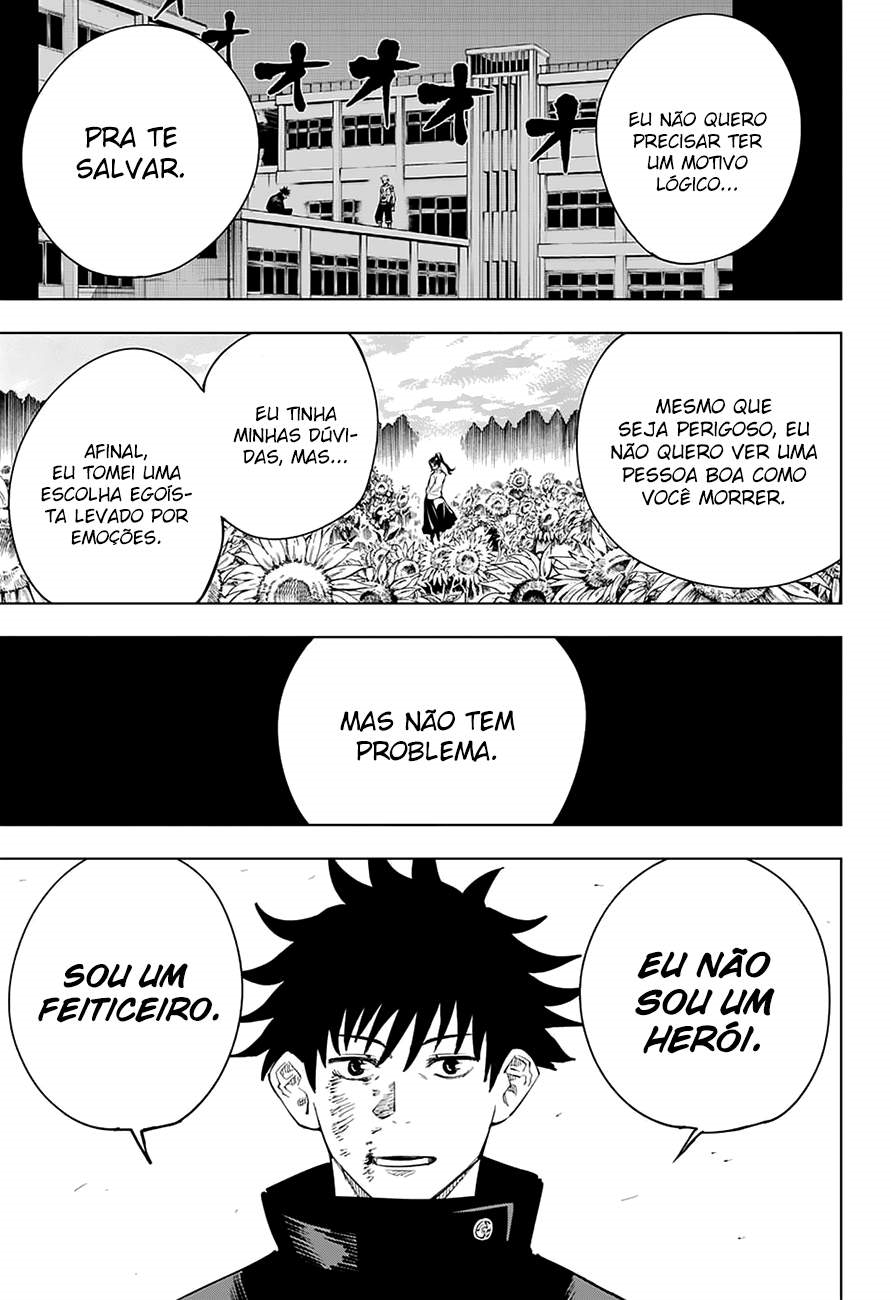 オオオオオ
EU NÃO QUERO
PRECISAR TER
UM MOTIVO
LÓGICO...
PRA TE
SALVAR.
MESMO QUE
SEJA PERIGOSO, EU
NÃO QUERO VER UMA
PESSOA BOA COMO
VOCÊ MORRER.
EU TINHA
MINHAS DÚVI-
DAS, MAS...
AFINAL,
EU TOMEI UMA
ESCOLHA EGOÍS-
TA LEVADO POR
EMOÇÕES.
MAS NÃO TEM
PROBLEMA.
EU NÃO
SOU UM
HERÓI.
SOU UM
FEITICEIRO.